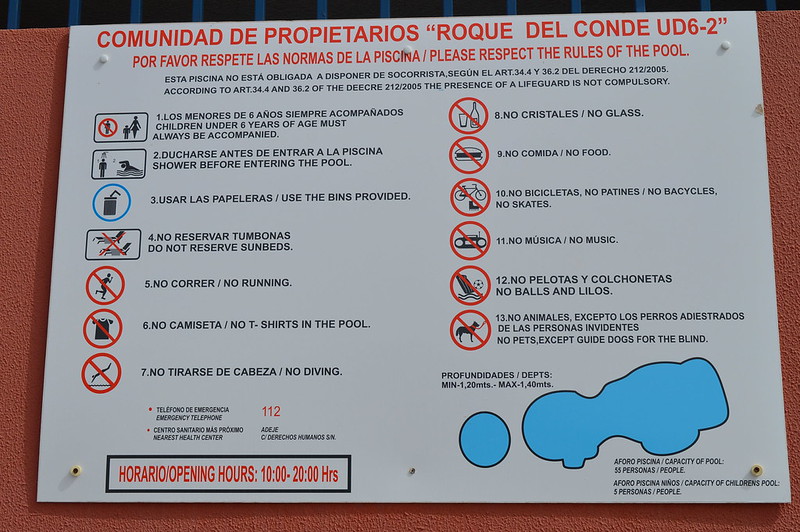 COMUNIDAD DE PROPIETARIOS “ROQUE DEL CONDE UD6-2”
POR FAVOR RESPETE LAS NORMAS DE LA PISCINA / PLEASE RESPECT THE RULES OF THE POOL.
ESTA PISCINA NO ESTÁ OBLIGADA A DISPONER DE SOCORRISTA,SEGÚN EL ART.34.4 Y 36.2 DEL DERECHO 212/2005.
ACCORDING TO ART.34.4 AND 36.2 OF THE DEECRE 212/2005 THE PRESENCE OF A LIFEGUARD IS NOT COMPULSORY.
1.LOS MENORES DE 6 AÑOS SIEMPRE ACOMPAÑADOS
CHILDREN UNDER 6 YEARS OF AGE MUST
ALWAYS BE ACCOMPANIED.
2.DUCHARSE ANTES DE ENTRAR A LA PISCINA
SHOWER BEFORE ENTERING THE POOL.
3.USAR LAS PAPELERAS / USE THE BINS PROVIDED.
4.NO RESERVAR TUMBONAS
DO NOT RESERVE SUNBEDS.
5.NO CORRER / NO RUNNING.
6.NO CAMISETA / NO T- SHIRTS IN THE POOL.
7.NO TIRARSE DE CABEZA / NO DIVING.
• TELÉFONO DE EMERGENCIA 112
EMERGENCY TELEPHONE
• CENTRO SANITARIO MÁS PRÓXIMO ADEJE
NEAREST HEALTH CENTER C/ DERECHOS HUMANOS S/N.
HORARIO/OPENING HOURS: 10:00- 20:00 Hrs
8.NO CRISTALES / NO GLASS.
9.NO COMIDA / NO FOOD.
10.NO BICICLETAS, NO PATINES / NO BACYCLES,
NO SKATES.
11.NO MÚSICA / NO MUSIC.
12.NO PELOTAS Y COLCHONETAS
NO BALLS AND LILOS.
13.NO ANIMALES, EXCEPTO LOS PERROS ADIESTRADOS
DE LAS PERSONAS INVIDENTES
NO PETS,EXCEPT GUIDE DOGS FOR THE BLIND.
PROFUNDIDADES / DEPTS:
MIN-1,20mts.- MAX-1,40mts.
AFORO PISCINA / CAPACITY OF POOL:
55 PERSONAS / PEOPLE.
AFORO PISCINA NIÑOS / CAPACITY OF CHILDRENS POOL:
5 PERSONAS / PEOPLE.